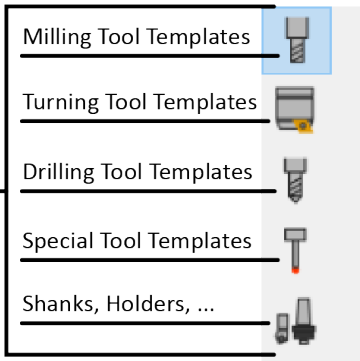 Milling Tool Templates
Turning Tool Templates
Drilling Tool Templates
Special Tool Templates
Shanks, Holders, ...